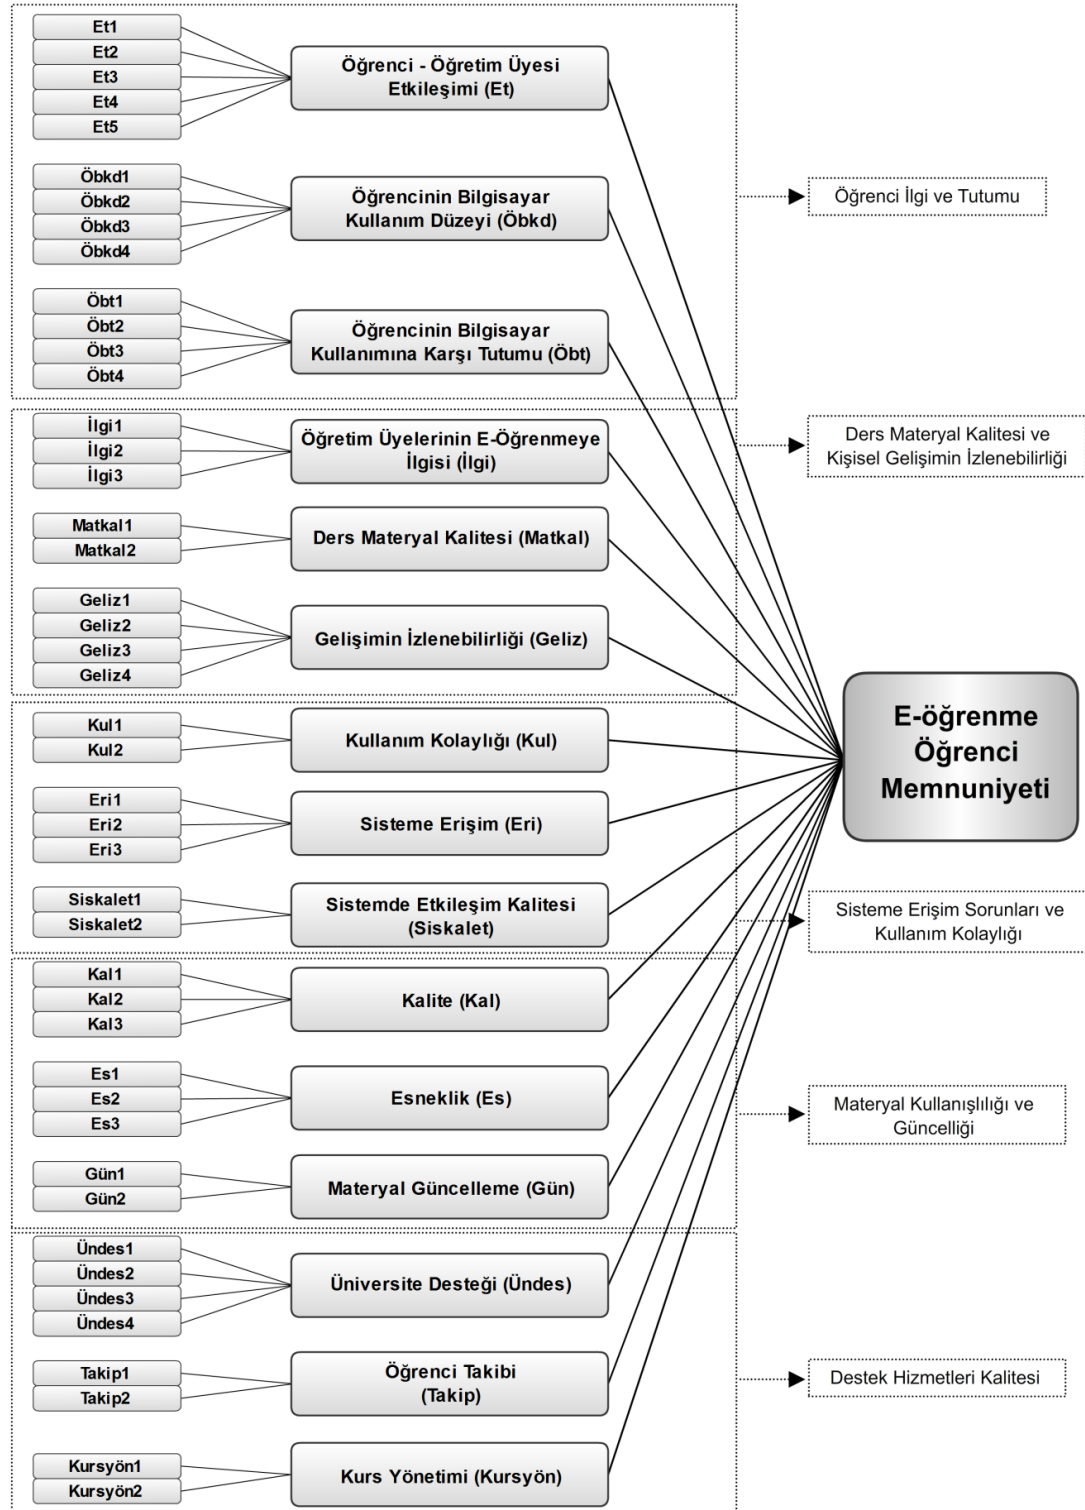 Et1
Et2
Et3
Et4
Et5
Öğrenci - Öğretim Üyesi
Etkileşimi (Et)
Öbkd1
Öbkd2
Öbkd3
Öbkd4
Öğrencinin Bilgisayar
Kullanım Düzeyi (Öbkd)
Öbt1
Öbt2
Öbt3
Öbt4
Öğrencinin Bilgisayar
Kullanımına Karşı Tutumu (Öbt)
Öğrenci İlgi ve Tutumu
İlgi1
İlgi2
İlgi3
Öğretim Üyelerinin E-Öğrenmeye
İlgisi (İlgi)
Matkal1
Matkal2
Ders Materyal Kalitesi (Matkal)
Geliz1
Geliz2
Geliz3
Geliz4
Gelişimin İzlenebilirliği (Geliz)
Ders Materyal Kalitesi ve
Kişisel Gelişimin İzlenebilirliği
Kul1
Kul2
Kullanım Kolaylığı (Kul)
Eri1
Eri2
Eri3
Sisteme Erişim (Eri)
Siskalet1
Siskalet2
Sistemde Etkileşim Kalitesi
(Siskalet)
E-öğrenme
Öğrenci
Memnuniyeti
Sisteme Erişim Sorunları ve
Kullanım Kolaylığı
Kal1
Kal2
Kal3
Kalite (Kal)
Es1
Es2
Es3
Esneklik (Es)
Gün1
Gün2
Materyal Güncelleme (Gün)
Materyal Kullanışlılığı ve
Güncelliği
Ündes1
Ündes2
Ündes3
Ündes4
Üniversite Desteği (Ündes)
Takip1
Takip2
Öğrenci Takibi
(Takip)
Kursyön1
Kursyön2
Kurs Yönetimi (Kursyön)
Destek Hizmetleri Kalitesi